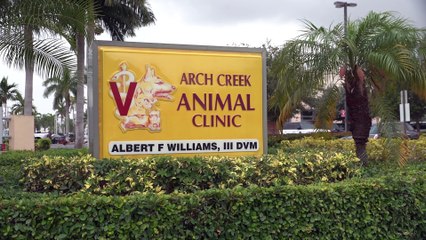 V
ARCH CREEK
ANIMAL
CLINIC
ALBERT F WILLIAMS, III DVM